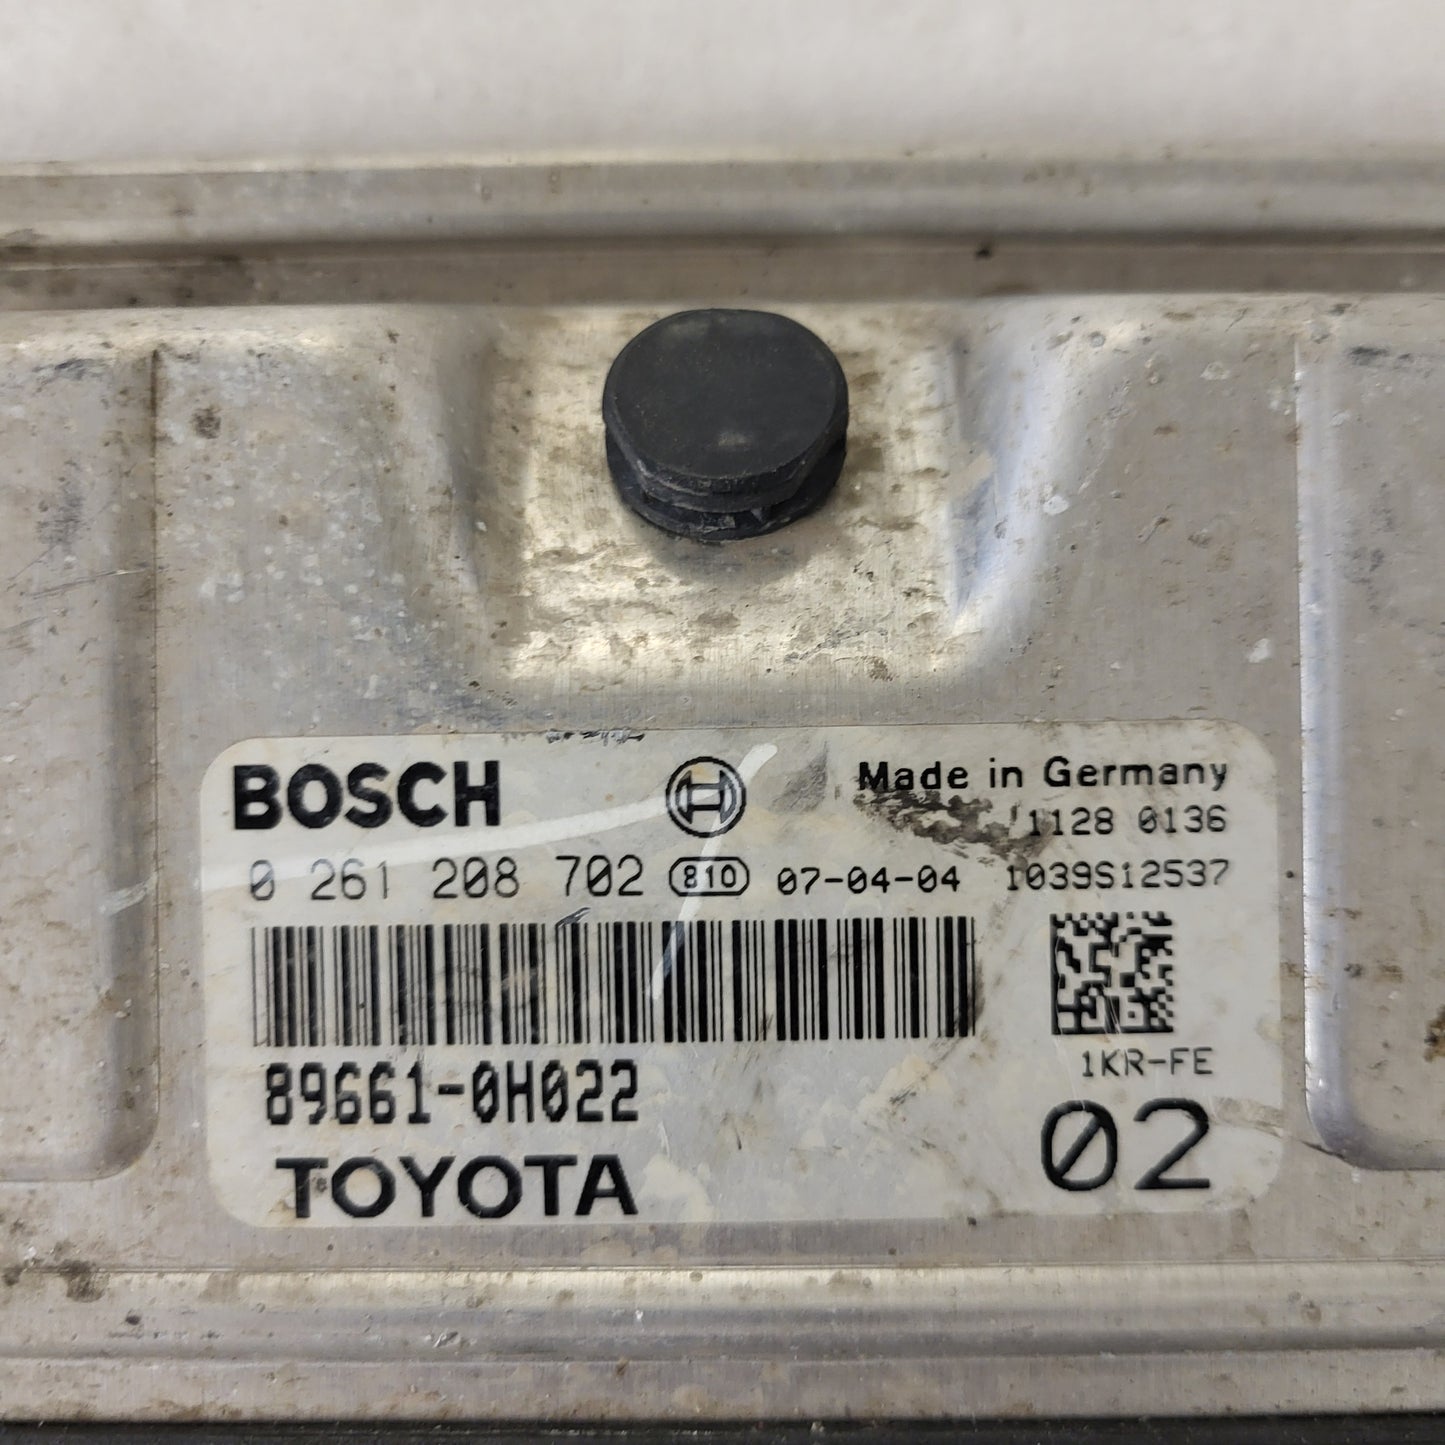 BOSCH
Made in Germany
1128 0136
0 261 208 702 810 07-04-04 1039S12537
89661-0H022
1KR-FE
TOYOTA
02